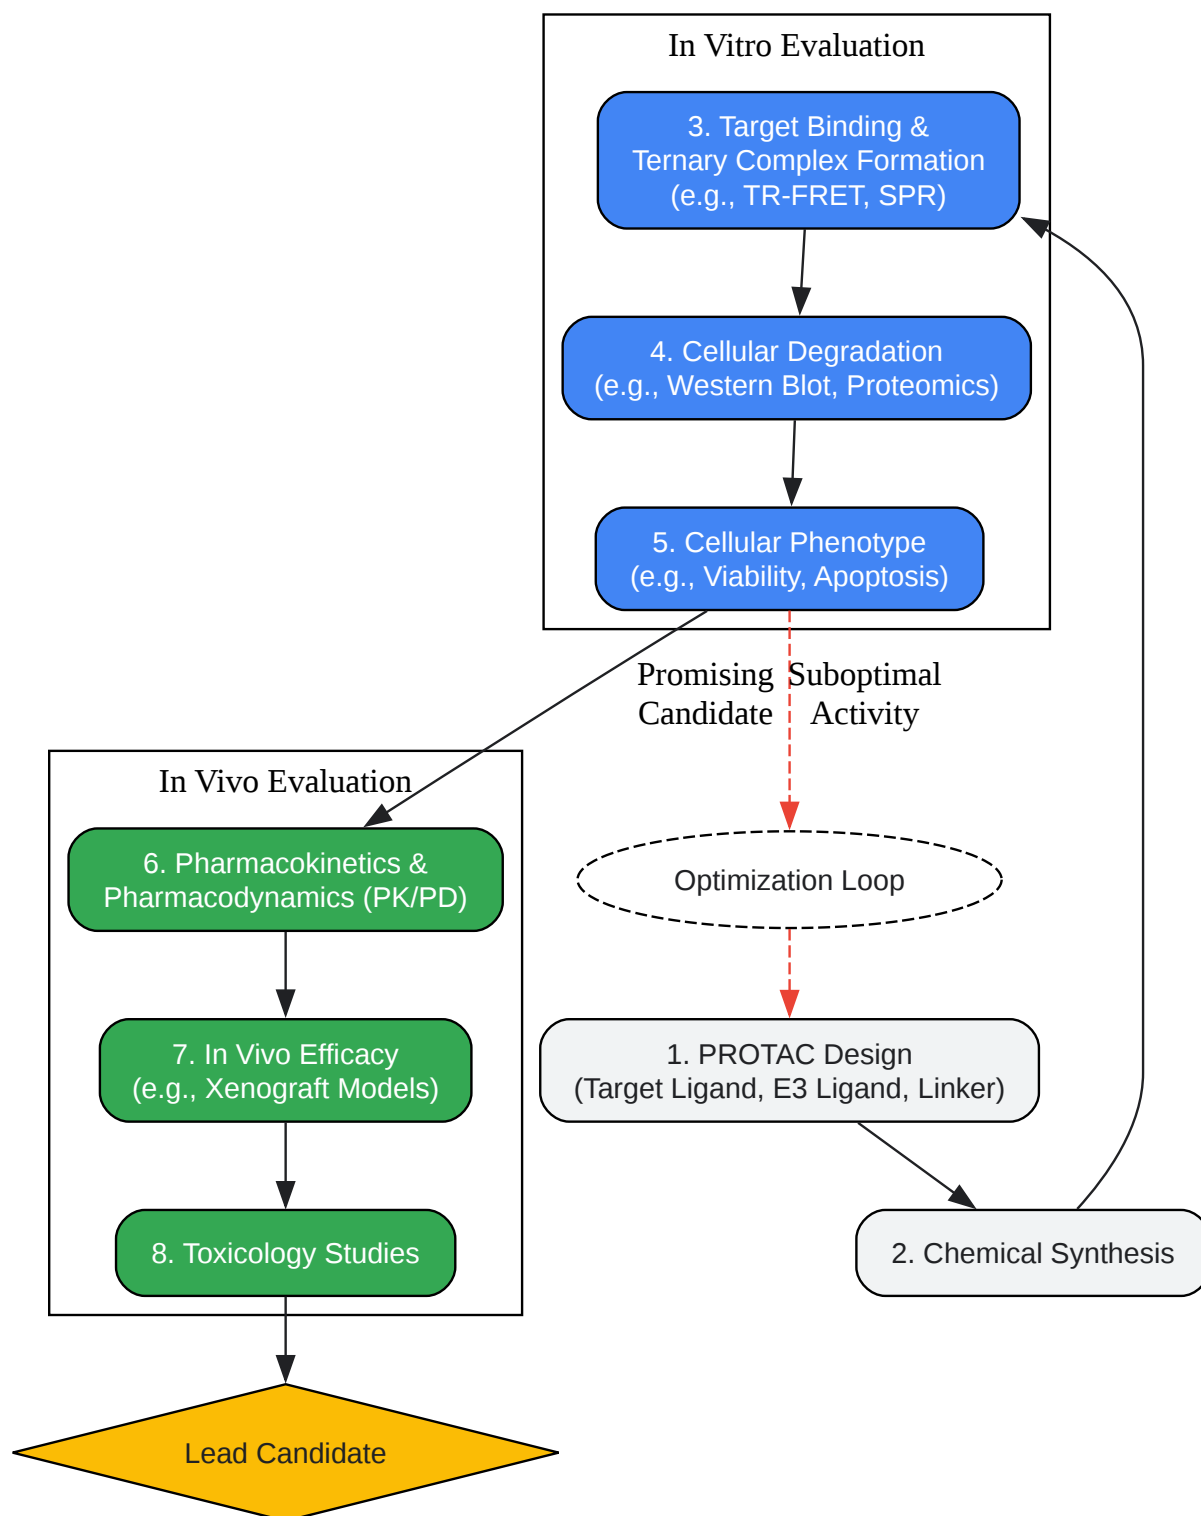 In Vitro Evaluation
3. Target Binding &
Ternary Complex Formation
(e.g., TR-FRET, SPR)
4. Cellular Degradation
(e.g., Western Blot, Proteomics)
5. Cellular Phenotype
(e.g., Viability, Apoptosis)
Promising
Candidate
Suboptimal
Activity
In Vivo Evaluation
6. Pharmacokinetics &
Pharmacodynamics (PK/PD)
Optimization Loop
7. In Vivo Efficacy
(e.g., Xenograft Models)
1. PROTAC Design
(Target Ligand, E3 Ligand, Linker)
8. Toxicology Studies
2. Chemical Synthesis
Lead Candidate